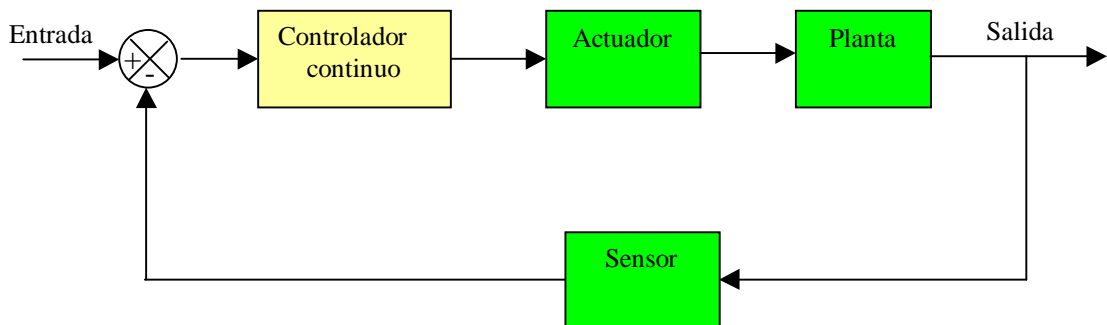 Entrada
+
-
Controlador
continuo
Actuador
Planta
Salida
Sensor